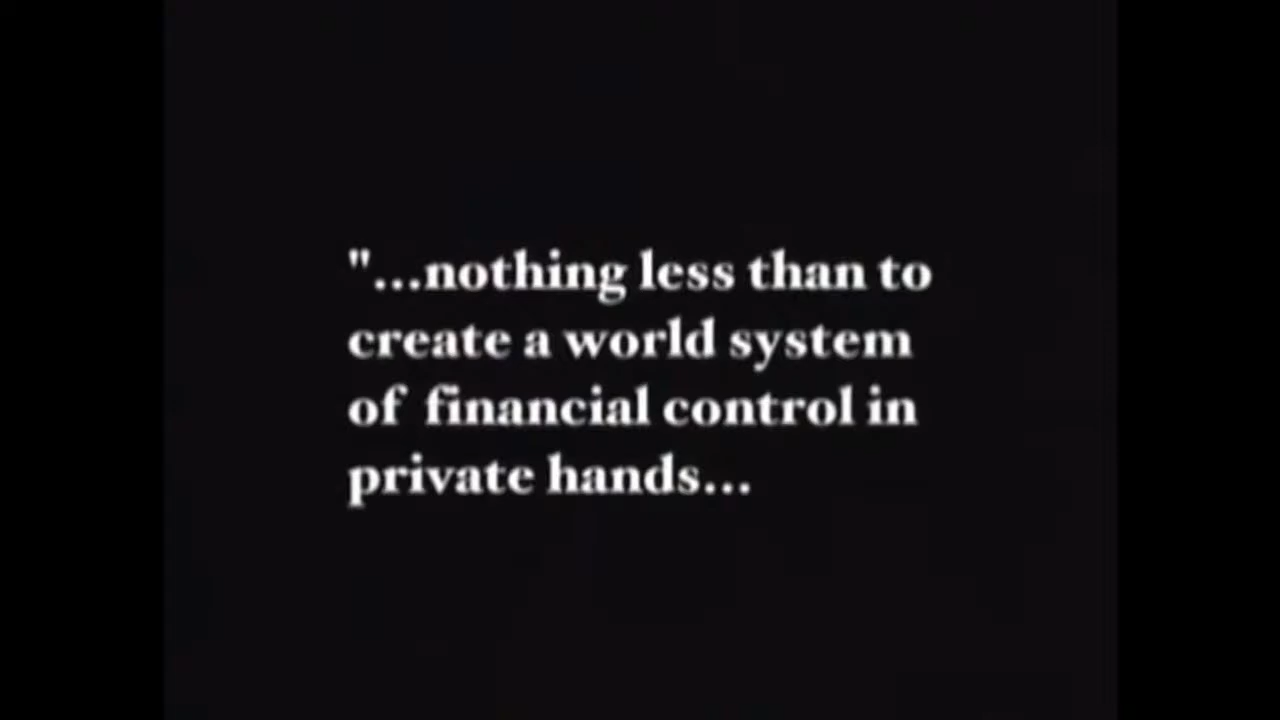 "...nothing less than to
create a world system
of financial control in
private hands...